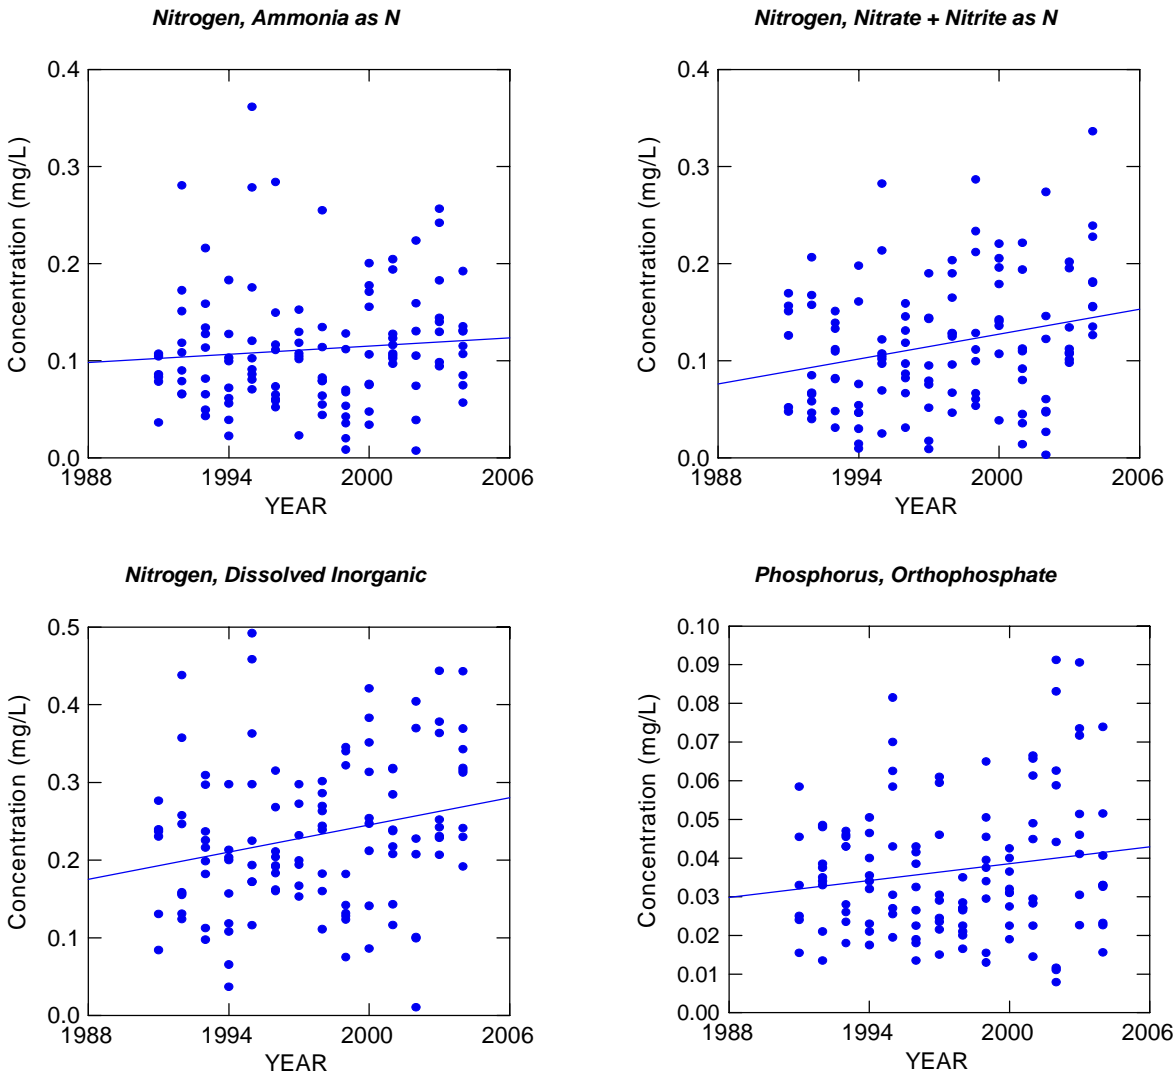 Nitrogen, Ammonia as N
0.4
0.3
0.2
0.1
0.0
1988 1994 2000 2006
YEAR
Concentration (mg/L)
Nitrogen, Nitrate + Nitrite as N
0.4
0.3
0.2
0.1
0.0
1988 1994 2000 2006
YEAR
Concentration (mg/L)
Nitrogen, Dissolved Inorganic
0.5
0.4
0.3
0.2
0.1
0.0
1988 1994 2000 2006
YEAR
Concentration (mg/L)
Phosphorus, Orthophosphate
0.10
0.09
0.08
0.07
0.06
0.05
0.04
0.03
0.02
0.01
0.00
1988 1994 2000 2006
YEAR
Concentration (mg/L)